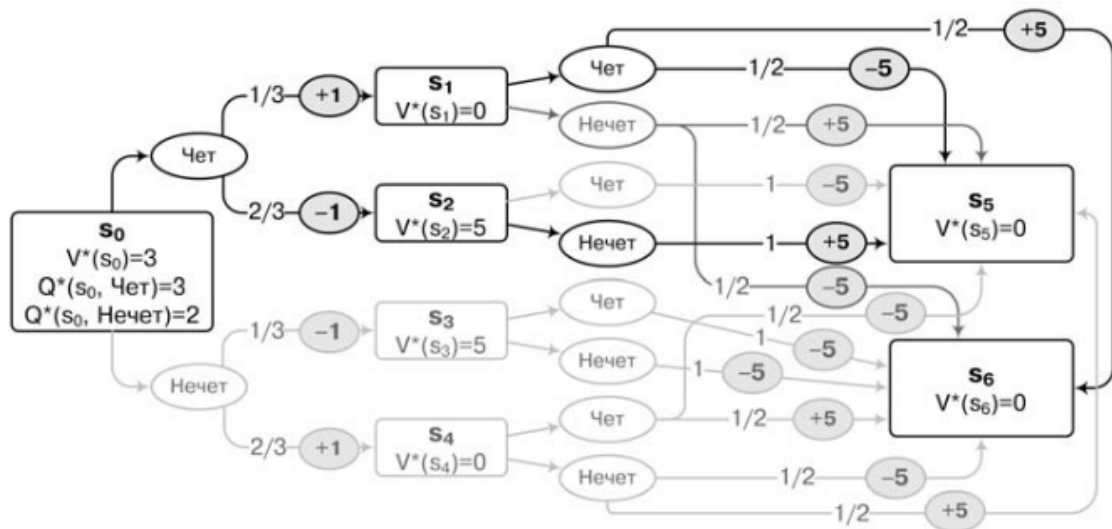 1/2 +5
Чет 1/2 −5
1/3 +1 s₁
V*(s₁)=0
Нечет 1/2 +5
Чет
Чет 1 −5 s₅
V*(s₅)=0
2/3 −1 s₂
V*(s₂)=5
s₀
V*(s₀)=3
Q*(s₀, Чет)=3
Q*(s₀, Нечет)=2
Нечет 1 +5
1/2 −5
Чет 1/2 −5
1/3 −1 s₃
V*(s₃)=5
1 −5
Нечет 1 −5
Нечет
s₆
V*(s₆)=0
Чет 1/2 +5
2/3 +1 s₄
V*(s₄)=0
Нечет 1/2 −5
1/2 +5